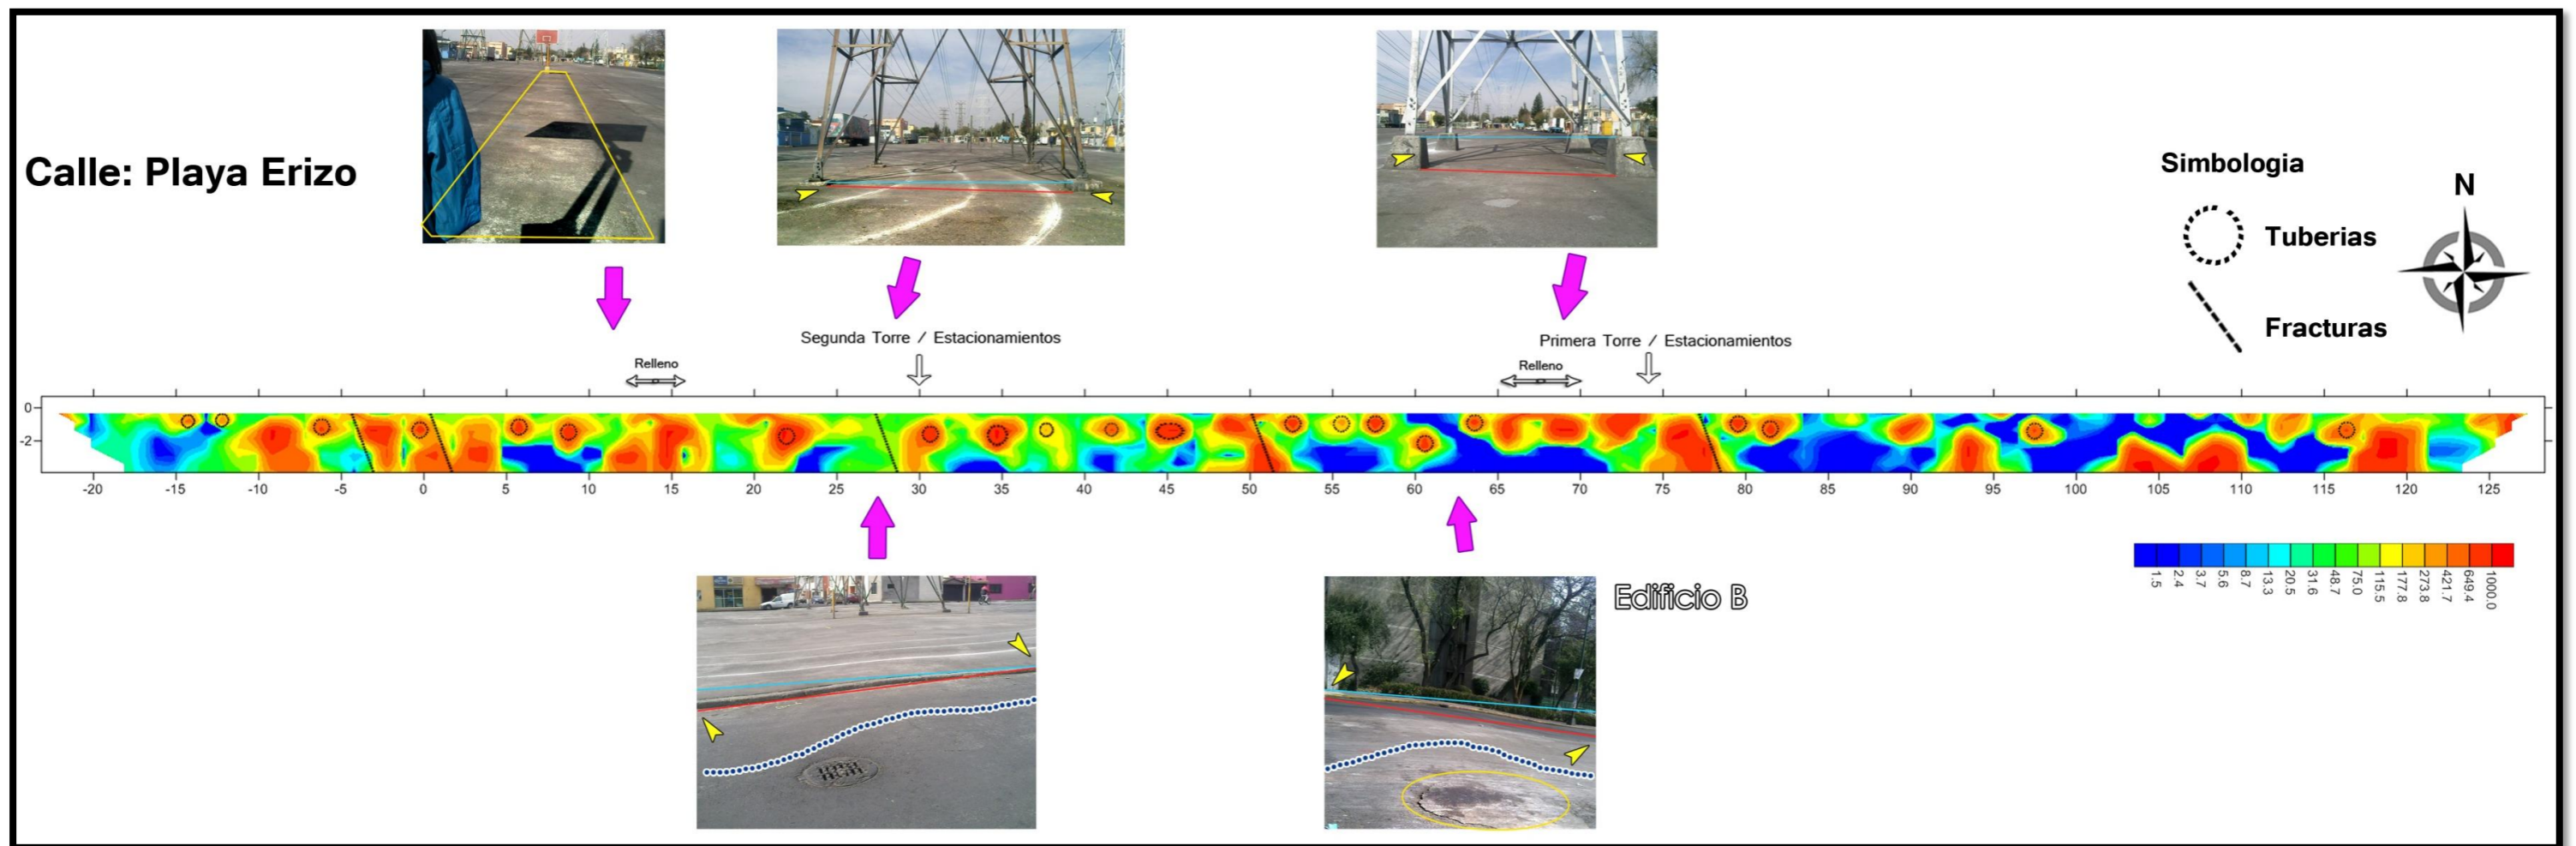 Calle: Playa Erizo
Simbologia
N
Tuberias
Fracturas
Segunda Torre / Estacionamientos
Primera Torre / Estacionamientos
Relleno
Relleno
0
-2
-20 -15 -10 -5 0 5 10 15 20 25 30 35 40 45 50 55 60 65 70 75 80 85 90 95 100 105 110 115 120 125
1.5 2.4 3.7 5.6 8.7 13.3 20.5 31.6 48.7 75.0 115.5 177.8 273.8 421.7 649.4 1000.0
Edificio B